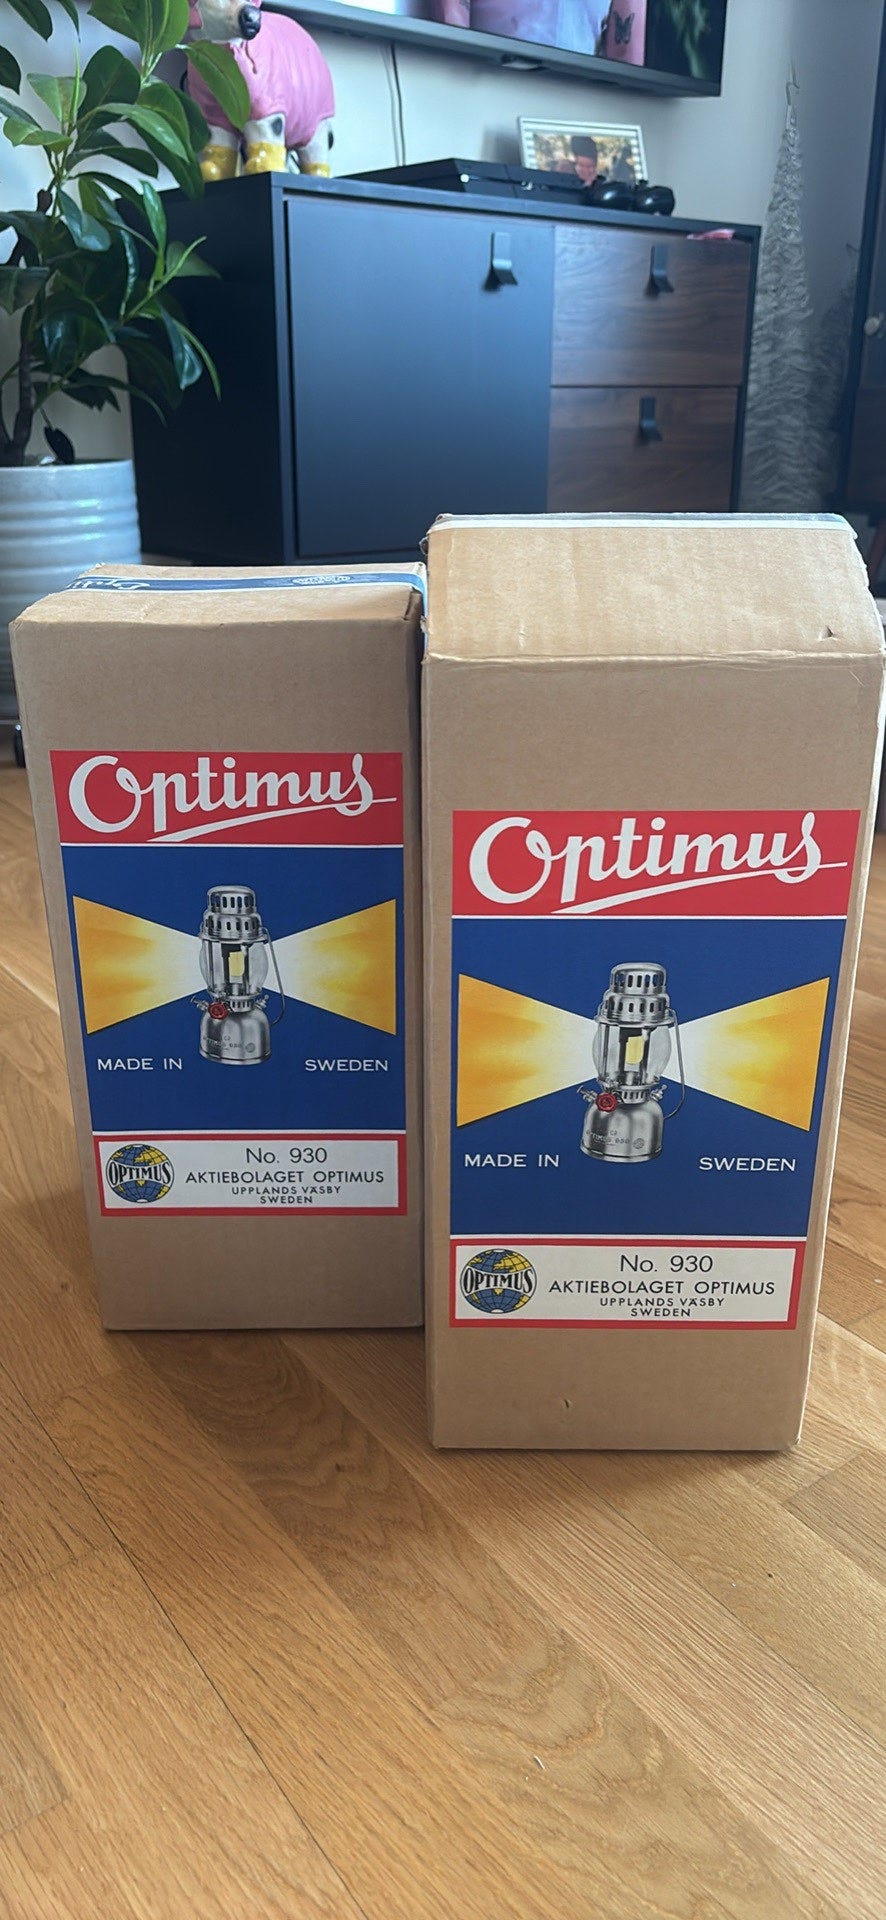 Optimus
MADE IN SWEDEN
OPTIMUS
No. 930
AKTIEBOLAGET OPTIMUS
UPPLANDS VÄSBY
SWEDEN
Optimus
MADE IN SWEDEN
OPTIMUS
No. 930
AKTIEBOLAGET OPTIMUS
UPPLANDS VÄSBY
SWEDEN